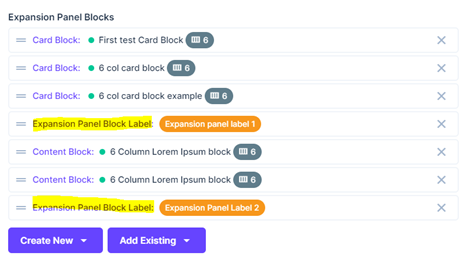 Expansion Panel Blocks
Card Block: First test Card Block 6
Card Block: 6 col card block 6
Card Block: 6 col card block example 6
Expansion Panel Block Label: Expansion panel label 1
Content Block: 6 Column Lorem Ipsum block 6
Content Block: 6 Column Lorem Ipsum block 6
Expansion Panel Block Label: Expansion Panel Label 2
Create New Add Existing